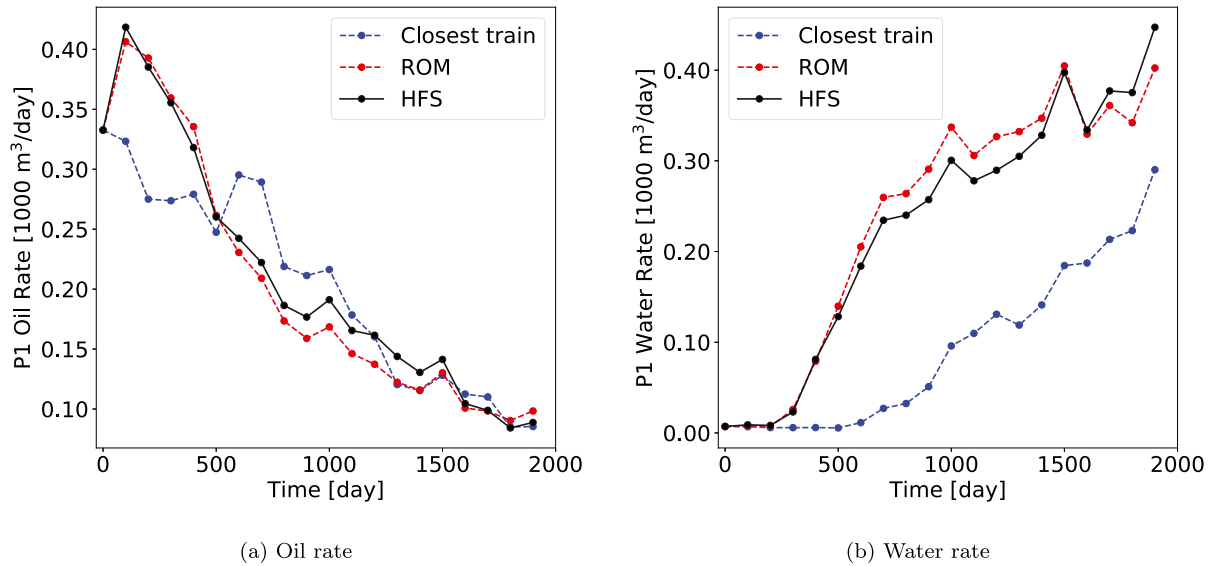 Closest train
ROM
HFS
0.40
0.35
0.30
0.25
0.20
0.15
0.10
P1 Oil Rate [1000 m³/day]
0
500
1000
1500
2000
Time [day]
(a) Oil rate
Closest train
ROM
HFS
0.40
0.30
0.20
0.10
0.00
P1 Water Rate [1000 m³/day]
0
500
1000
1500
2000
Time [day]
(b) Water rate